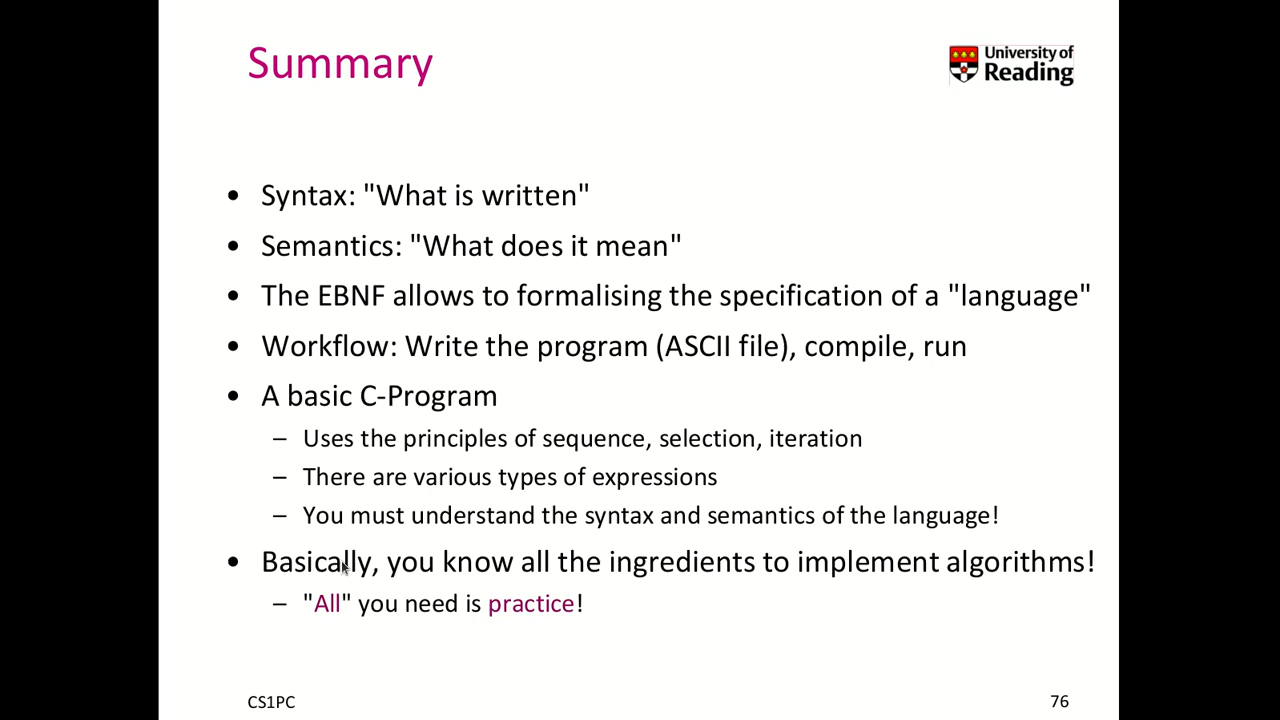 Summary
University of
Reading
• Syntax: "What is written"
• Semantics: "What does it mean"
• The EBNF allows to formalising the specification of a "language"
• Workflow: Write the program (ASCII file), compile, run
• A basic C-Program
– Uses the principles of sequence, selection, iteration
– There are various types of expressions
– You must understand the syntax and semantics of the language!
• Basically, you know all the ingredients to implement algorithms!
– "All" you need is practice!
CS1PC
76